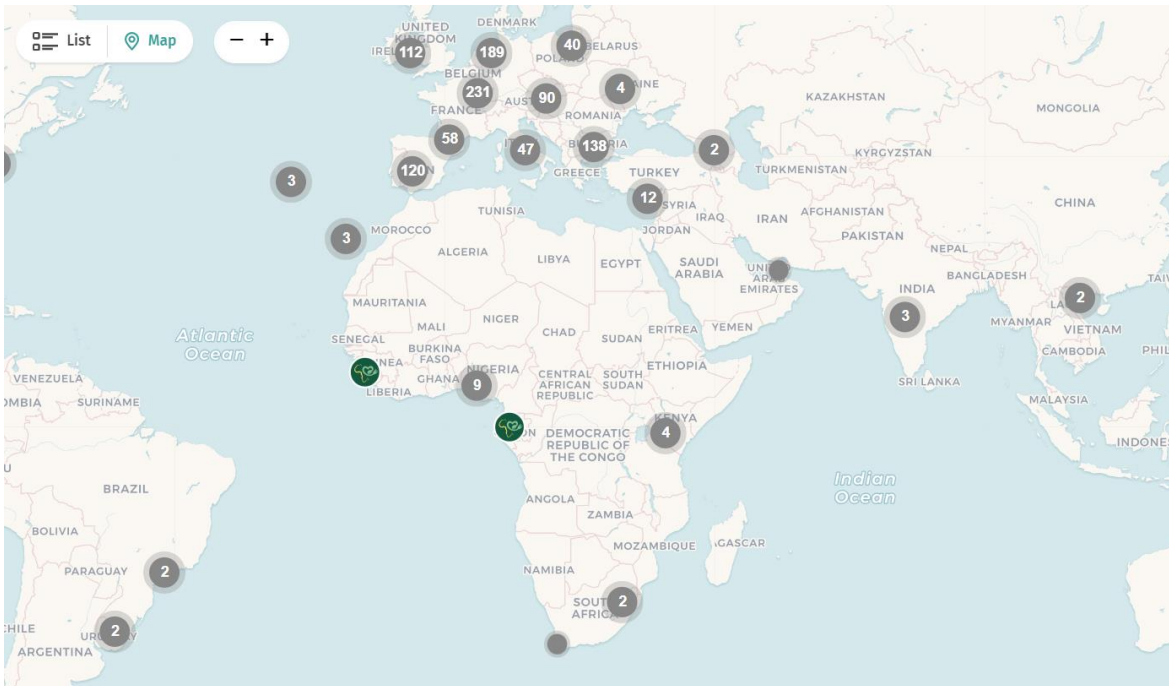 List
Map
− +
UNITED
KINGDOM
DENMARK
112
189
40
BELARUS
BELGIUM
231
90
4
FRANCE
ROMANIA
KAZAKHSTAN
MONGOLIA
58
47
138
2
KYRGYZSTAN
120
GREECE
TURKEY
TURKMENISTAN
3
12
SYRIA
IRAQ
IRAN
AFGHANISTAN
CHINA
TUNISIA
3
MOROCCO
JORDAN
PAKISTAN
ALGERIA
LIBYA
EGYPT
SAUDI
ARABIA
NEPAL
BANGLADESH
ARAB
EMIRATES
INDIA
2
MAURITANIA
3
MYANMAR
VIETNAM
Atlantic
Ocean
MALI
NIGER
CHAD
SUDAN
ERITREA
YEMEN
SENEGAL
BURKINA
FASO
CAMBODIA
GHANA
NIGERIA
9
CENTRAL
AFRICAN
REPUBLIC
SOUTH
SUDAN
ETHIOPIA
VENEZUELA
SURINAME
LIBERIA
SRI LANKA
MALAYSIA
KENYA
4
DEMOCRATIC
REPUBLIC OF
THE CONGO
Indian
Ocean
BRAZIL
ANGOLA
ZAMBIA
BOLIVIA
MOZAMBIQUE
PARAGUAY
2
NAMIBIA
SOUTH
AFRICA
2
2
ARGENTINA